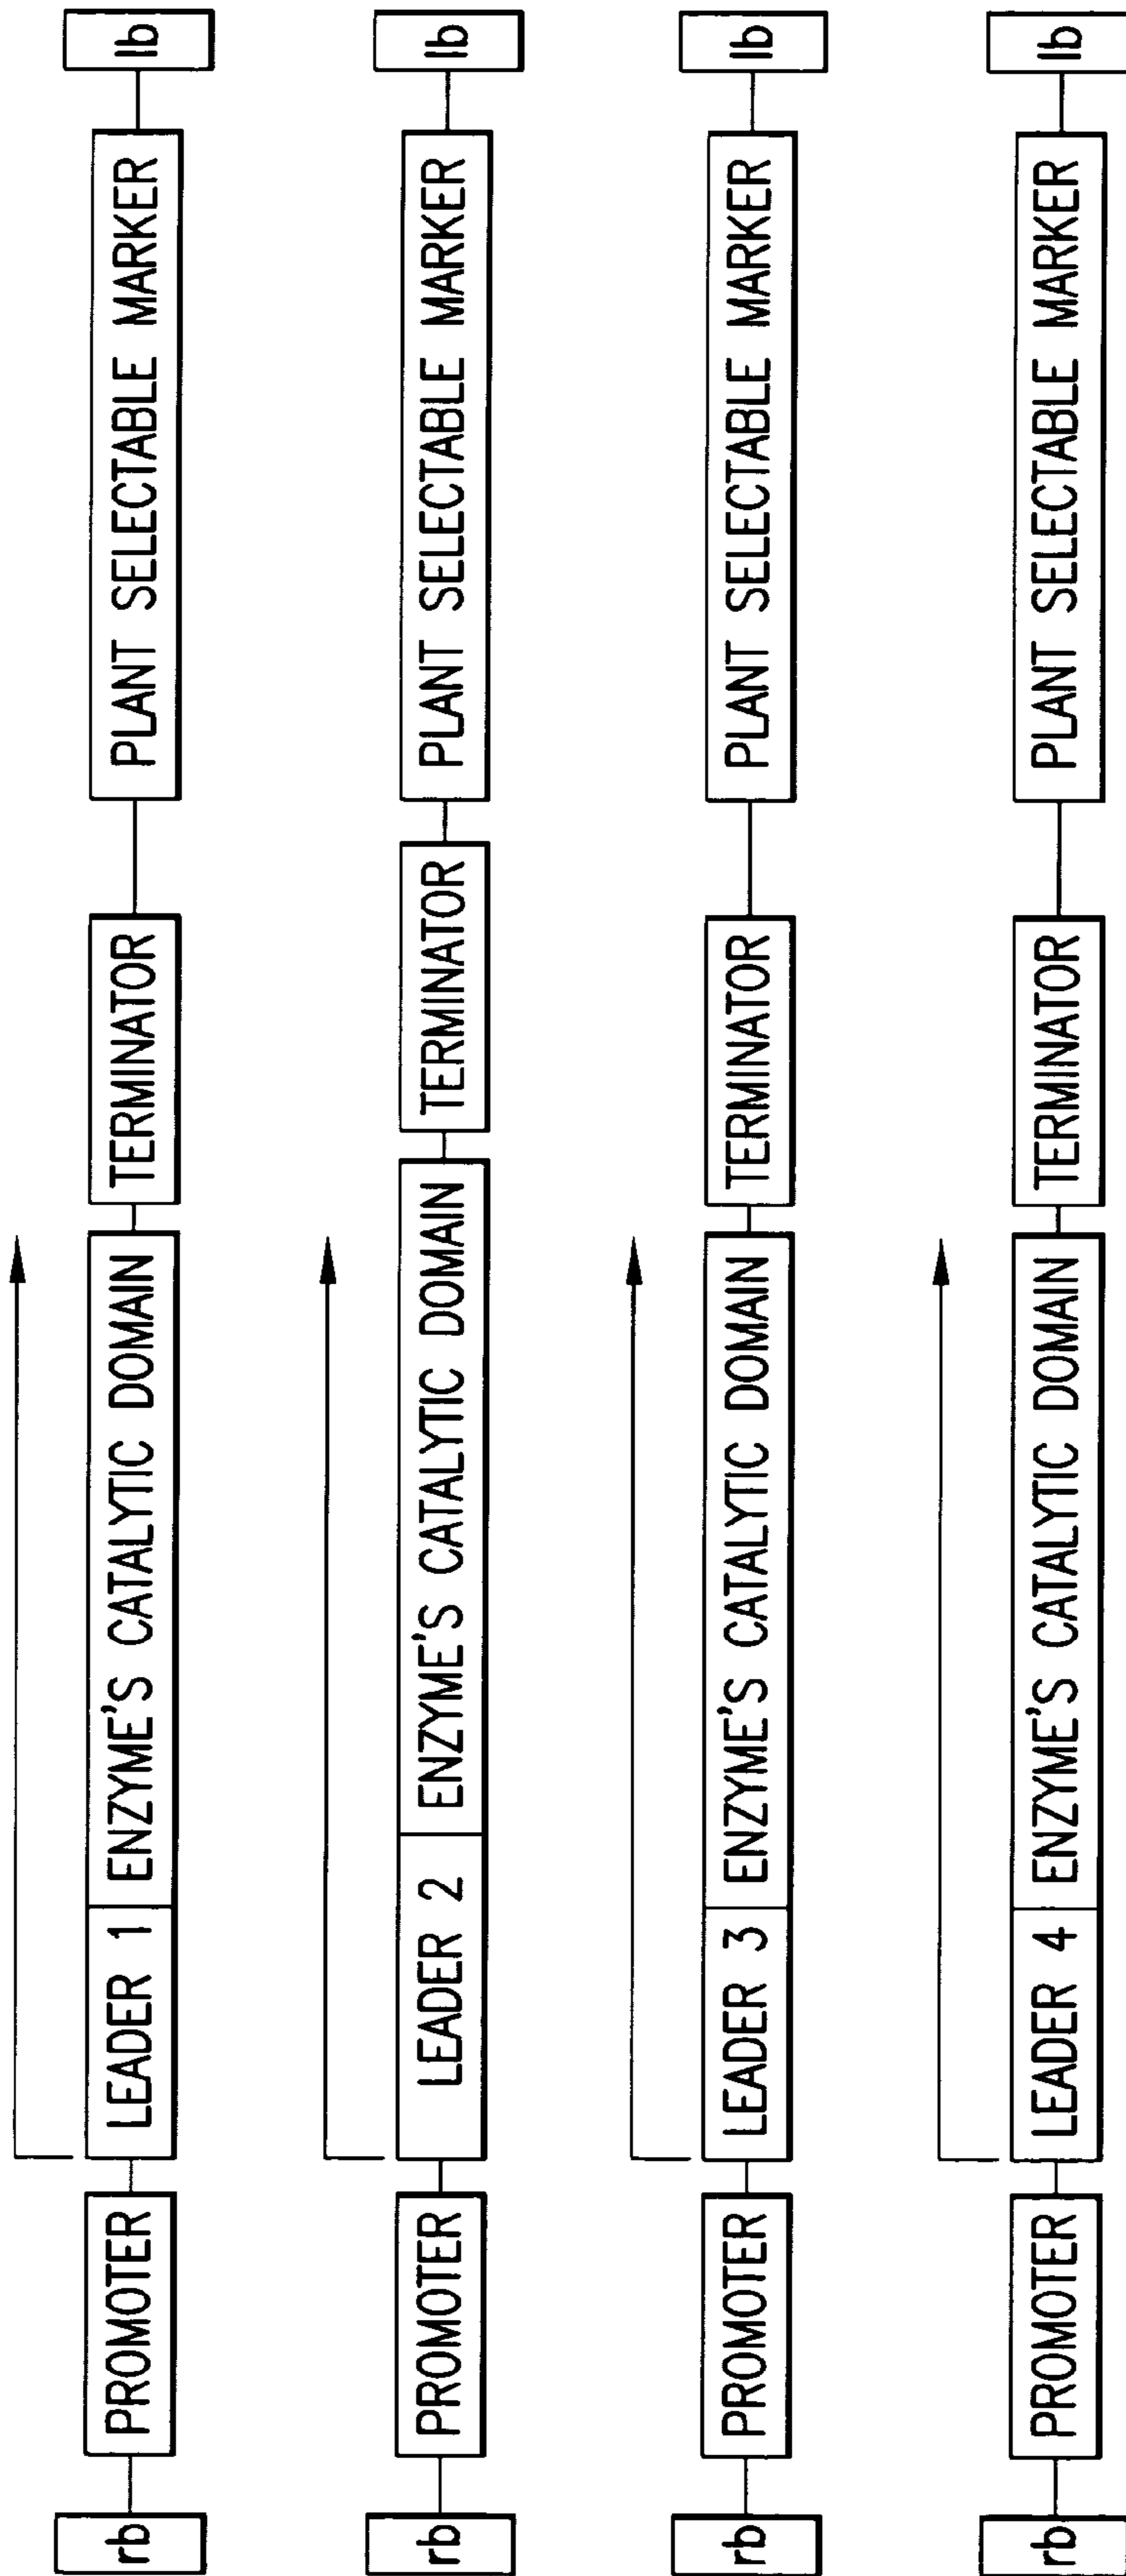 rb PROMOTER LEADER 1 ENZYME'S CATALYTIC DOMAIN TERMINATOR PLANT SELECTABLE MARKER lb
rb PROMOTER LEADER 2 ENZYME'S CATALYTIC DOMAIN TERMINATOR PLANT SELECTABLE MARKER lb
rb PROMOTER LEADER 3 ENZYME'S CATALYTIC DOMAIN TERMINATOR PLANT SELECTABLE MARKER lb
rb PROMOTER LEADER 4 ENZYME'S CATALYTIC DOMAIN TERMINATOR PLANT SELECTABLE MARKER lb